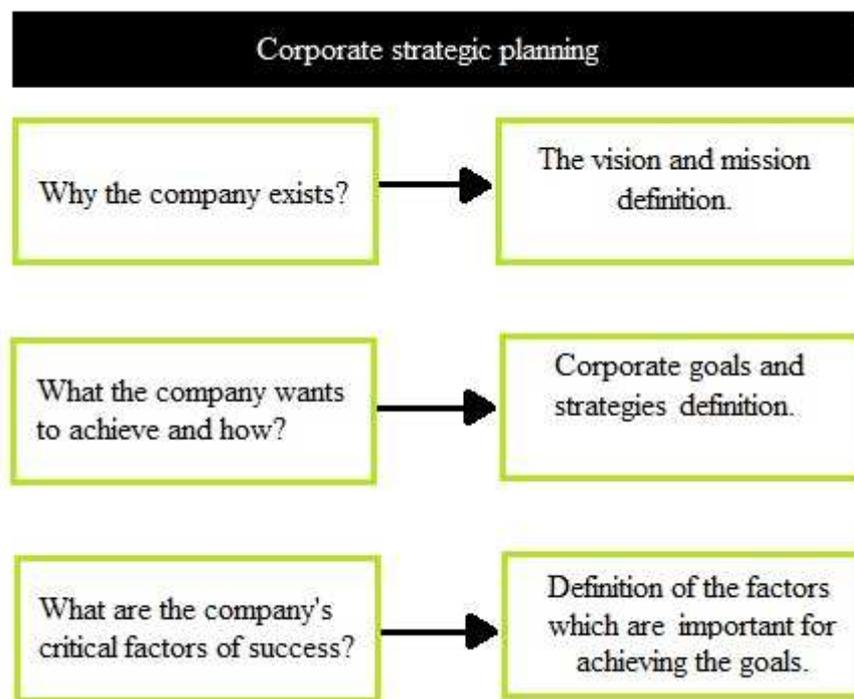 Corporate strategic planning
Why the company exists?
The vision and mission
definition.
What the company wants
to achieve and how?
Corporate goals and
strategies definition.
What are the company's
critical factors of success?
Definition of the factors
which are important for
achieving the goals.